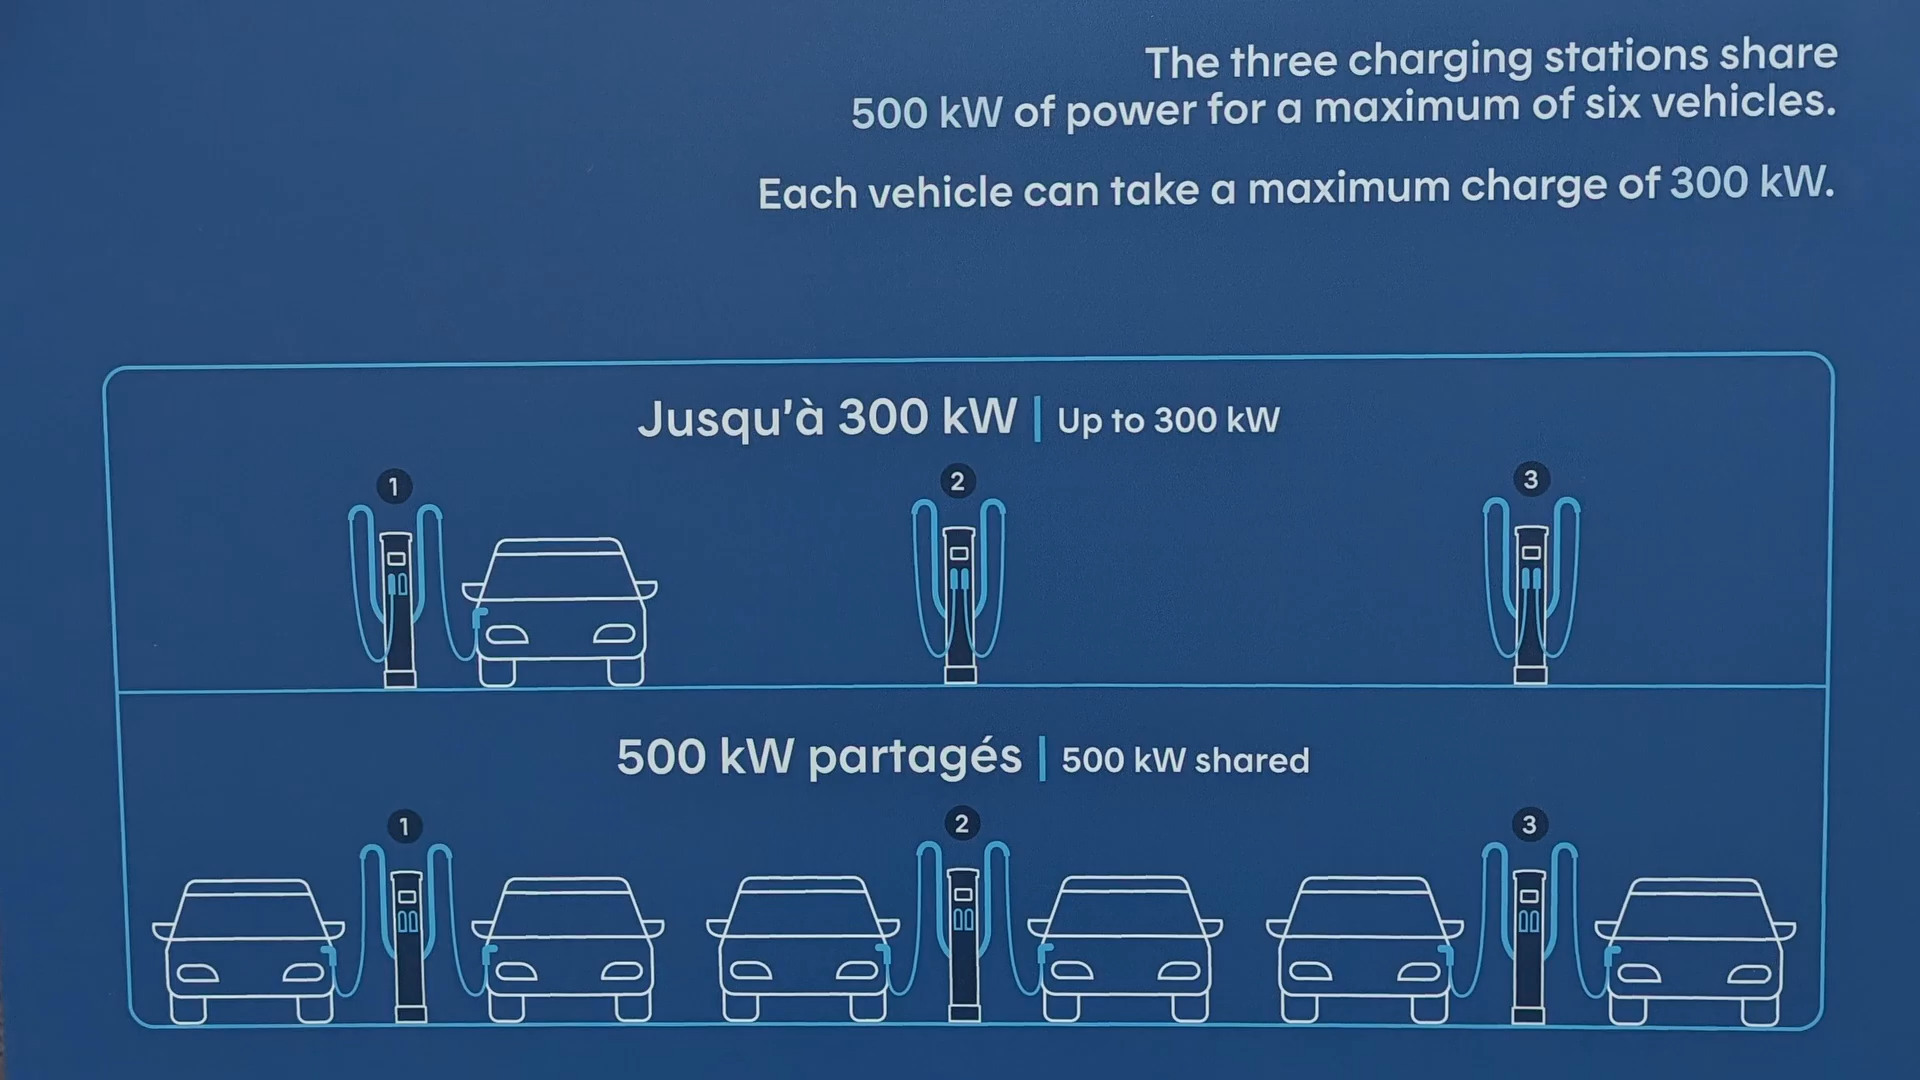 The three charging stations share
500 kW of power for a maximum of six vehicles.
Each vehicle can take a maximum charge of 300 kW.
Jusqu'à 300 kW | Up to 300 kW
1 2 3
500 kW partagés | 500 kW shared
1 2 3